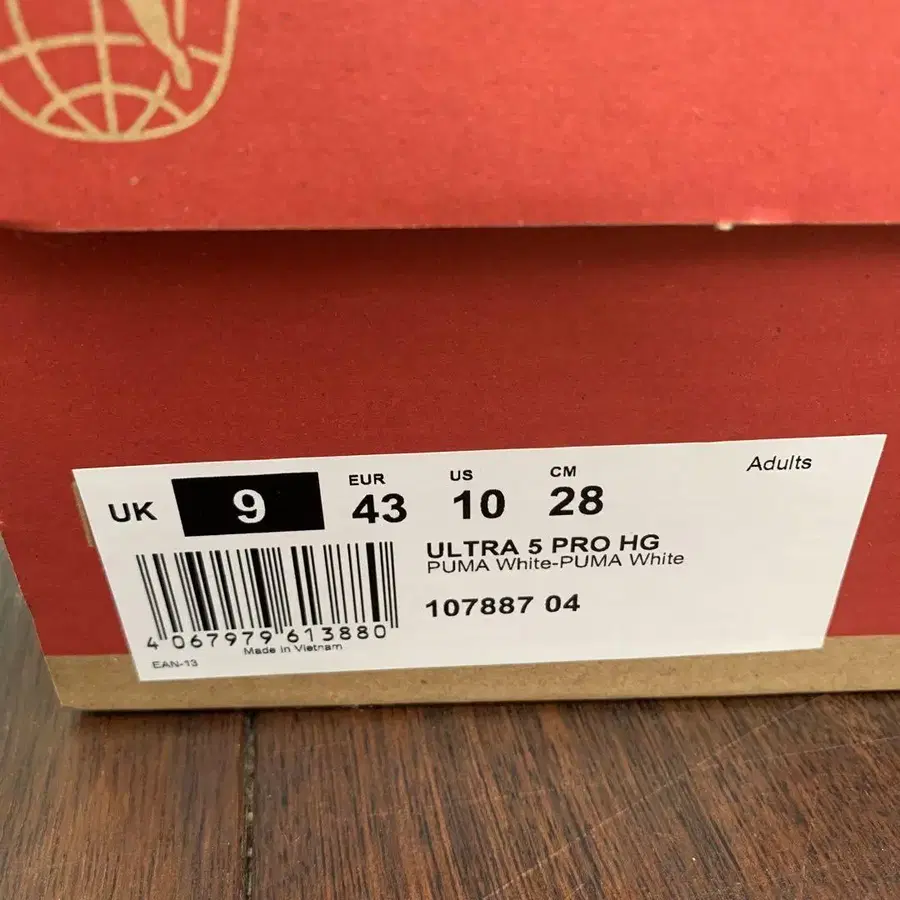 Adults
UK 9 EUR 43 US 10 CM 28
ULTRA 5 PRO HG
PUMA White-PUMA White
107887 04
4 067979 613880
Made in Vietnam
EAN-13